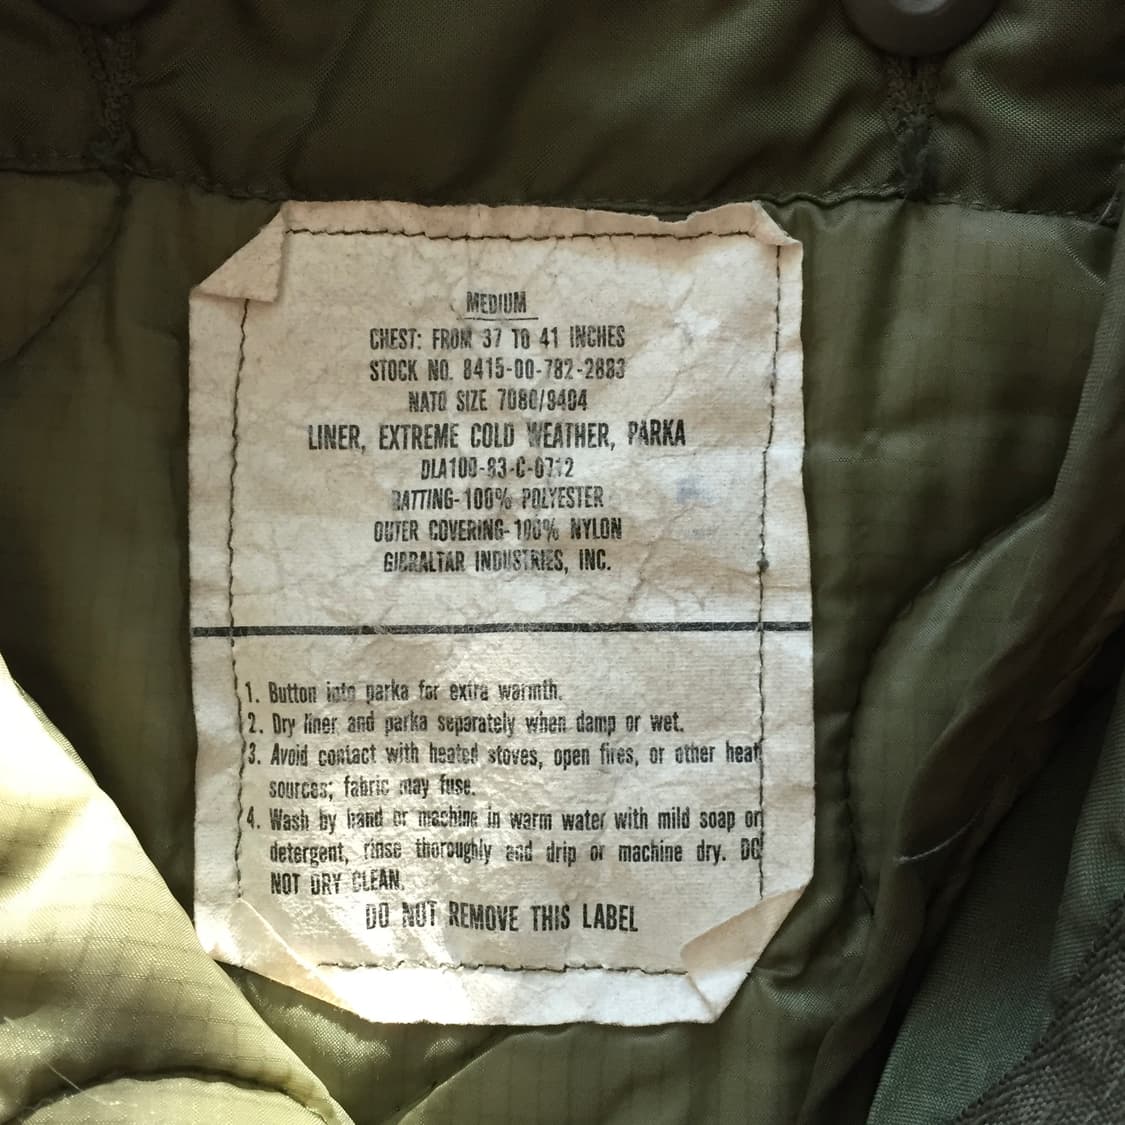 MEDIUM
CHEST: FROM 37 TO 41 INCHES
STOCK NO. 8415-00-782-2883
NATO SIZE 7080/9404
LINER, EXTREME COLD WEATHER, PARKA
DLA100-83-C-0712
BATTING-100% POLYESTER
OUTER COVERING-100% NYLON
GIBRALTAR INDUSTRIES, INC.
1. Button into parka for extra warmth.
2. Dry liner and parka separately when damp or wet.
3. Avoid contact with heated stoves, open fires, or other heat
sources; fabric may fuse.
4. Wash by hand or machine in warm water with mild soap or
detergent, rinse thoroughly and drip or machine dry. DO
NOT DRY CLEAN.
DO NOT REMOVE THIS LABEL